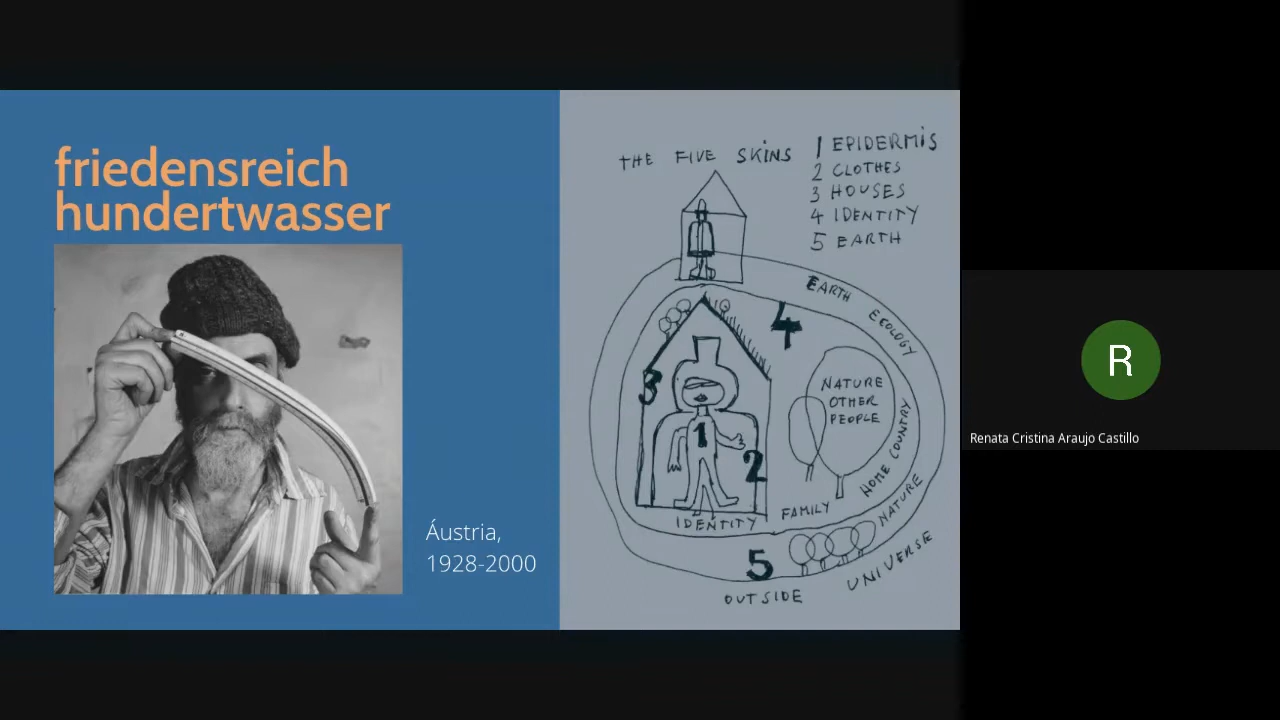 friedensreich
hundertwasser
Áustria,
1928-2000
THE FIVE SKINS
1 EPIDERMIS
2 CLOTHES
3 HOUSES
4 IDENTITY
5 EARTH
EARTH
ECOLOGY
4
3
NATURE
OTHER
PEOPLE
1
2
HOME COUNTRY
IDENTITY
FAMILY
NATURE
5
UNIVERSE
OUTSIDE
R
Renata Cristina Araujo Castillo